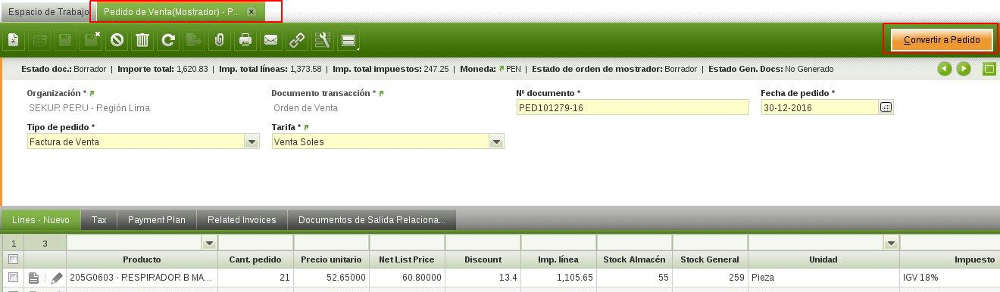 Espacio de Trabajo Pedido de Venta(Mostrador) - P... x
Convertir a Pedido
Estado doc.: Borrador | Importe total: 1,620.83 | Imp. total líneas: 1,373.58 | Imp. total impuestos: 247.25 | Moneda: PEN | Estado de orden de mostrador: Borrador | Estado Gen. Docs: No Generado
Organización * Documento transacción * Nº documento * Fecha de pedido *
SEKUR PERU - Región Lima Orden de Venta PED101279-16 30-12-2016
Tipo de pedido * Tarifa *
Factura de Venta Venta Soles
Lines - Nuevo Tax Payment Plan Related Invoices Documentos de Salida Relaciona...
1 3
Producto Cant. pedido Precio unitario Net List Price Discount Imp. línea Stock Almacén Stock General Unidad Impuesto
205G0603 - RESPIRADOR B MA... 21 52.65000 60.80000 13.4 1,105.65 55 259 Pieza IGV 18%